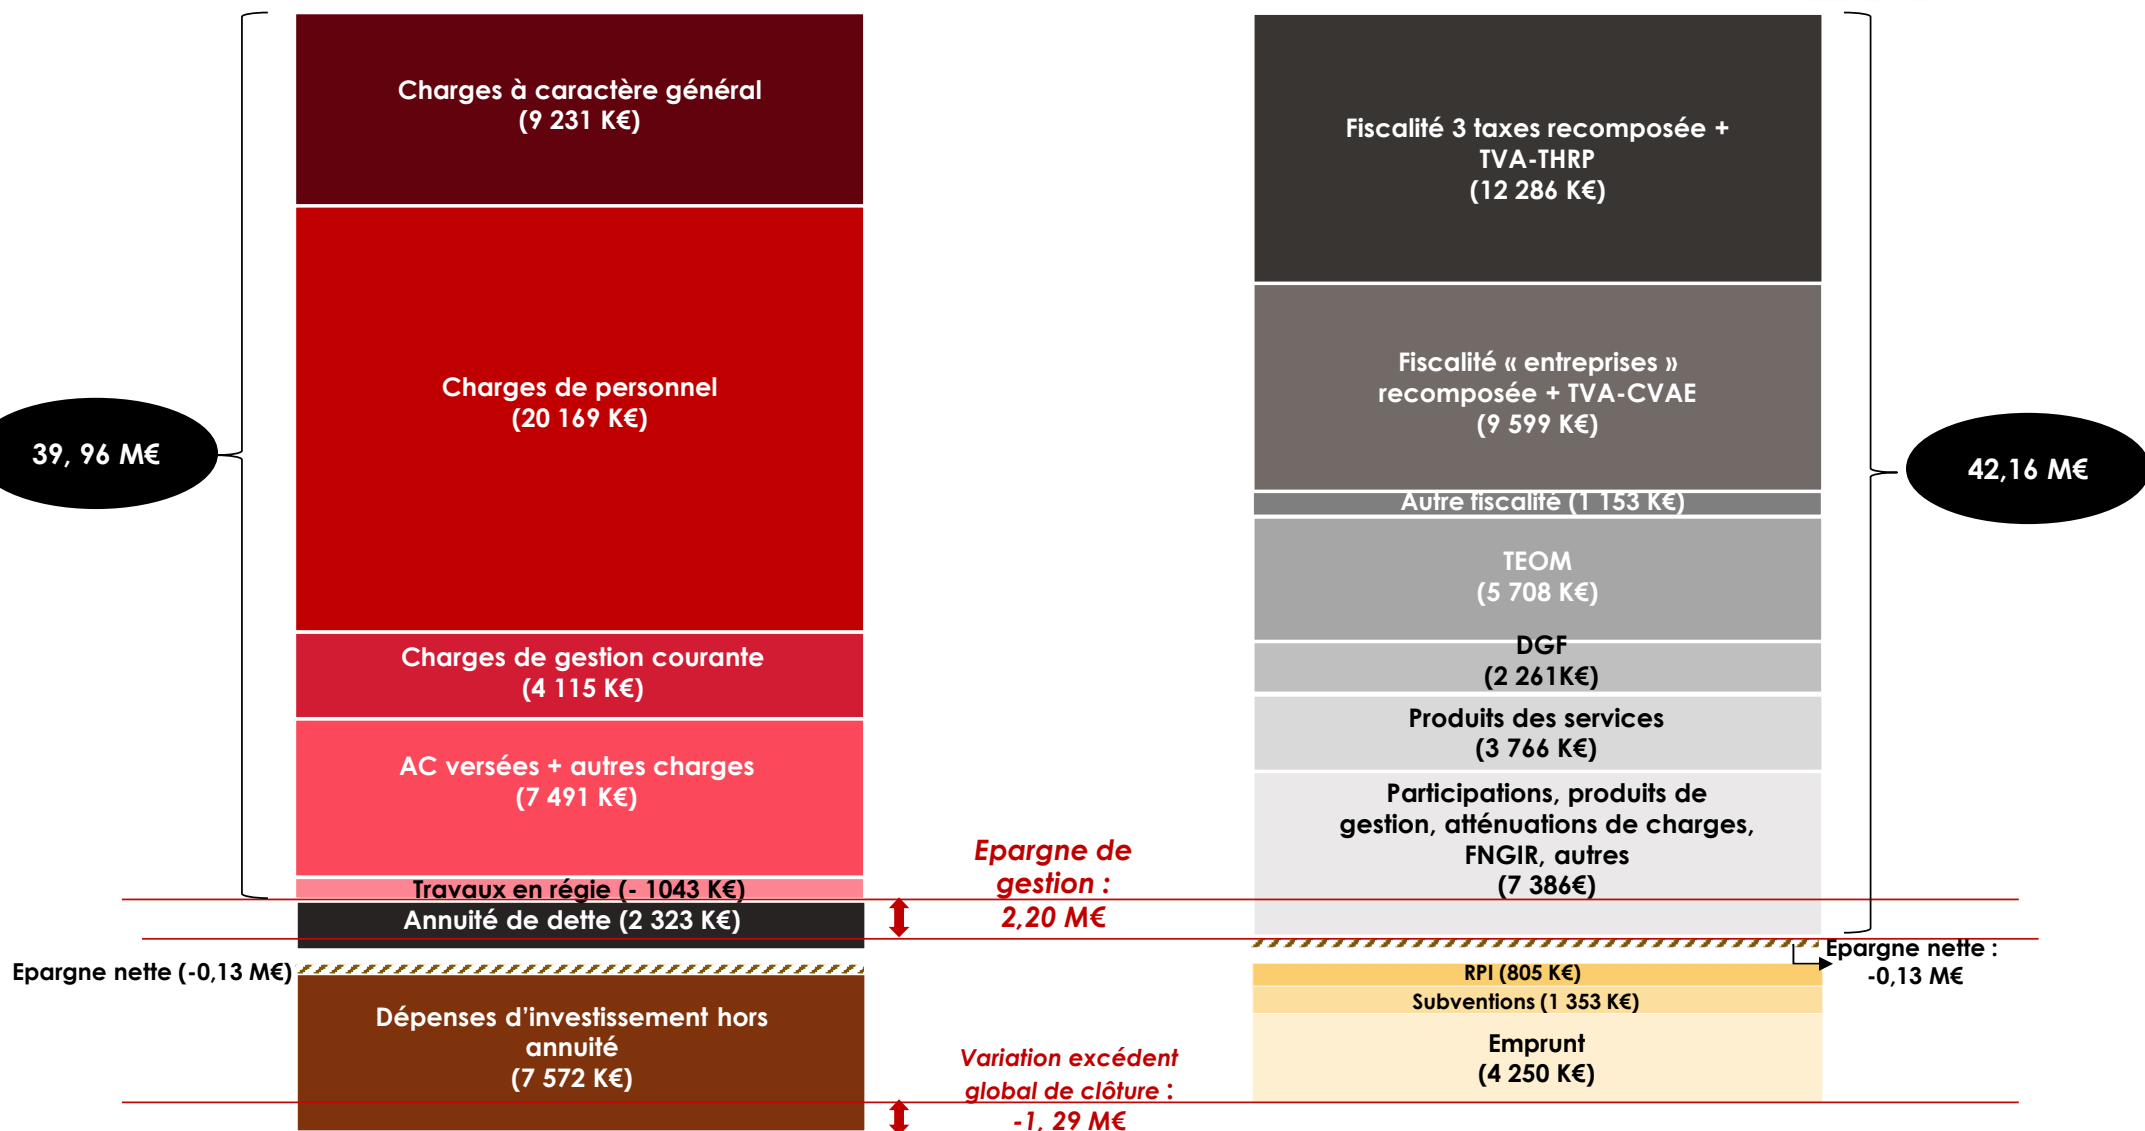 Charges à caractère général
(9 231 K€)
Charges de personnel
(20 169 K€)
39, 96 M€
Charges de gestion courante
(4 115 K€)
AC versées + autres charges
(7 491 K€)
Travaux en régie (- 1043 K€)
Annuité de dette (2 323 K€)
Epargne nette (-0,13 M€)
Dépenses d'investissement hors
annuité
(7 572 K€)
Epargne de
gestion :
2,20 M€
Variation excédent
global de clôture :
-1, 29 M€
Fiscalité 3 taxes recomposée +
TVA-THRP
(12 286 K€)
Fiscalité « entreprises »
recomposée + TVA-CVAE
(9 599 K€)
42,16 M€
Autre fiscalité (1 153 K€)
TEOM
(5 708 K€)
DGF
(2 261K€)
Produits des services
(3 766 K€)
Participations, produits de
gestion, atténuations de charges,
FNGIR, autres
(7 386€)
Epargne nette :
-0,13 M€
RPI (805 K€)
Subventions (1 353 K€)
Emprunt
(4 250 K€)